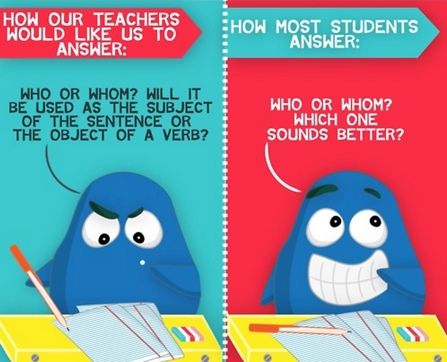 HOW OUR TEACHERS
WOULD LIKE US TO
ANSWER:
WHO OR WHOM? WILL IT
BE USED AS THE SUBJECT
OF THE SENTENCE OR
THE OBJECT OF A VERB?
HOW MOST STUDENTS
ANSWER:
WHO OR WHOM?
WHICH ONE
SOUNDS BETTER?